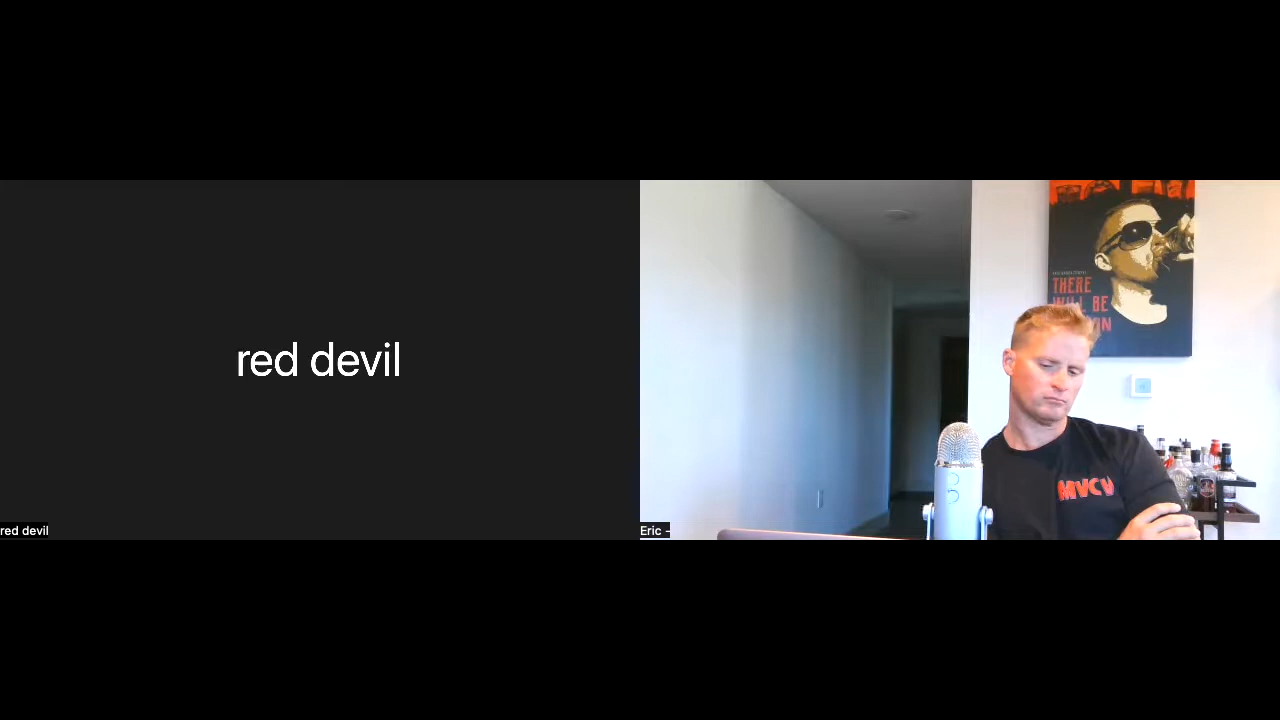 red devil
red devil
Eric -
THERE
WILL BE
MVCV